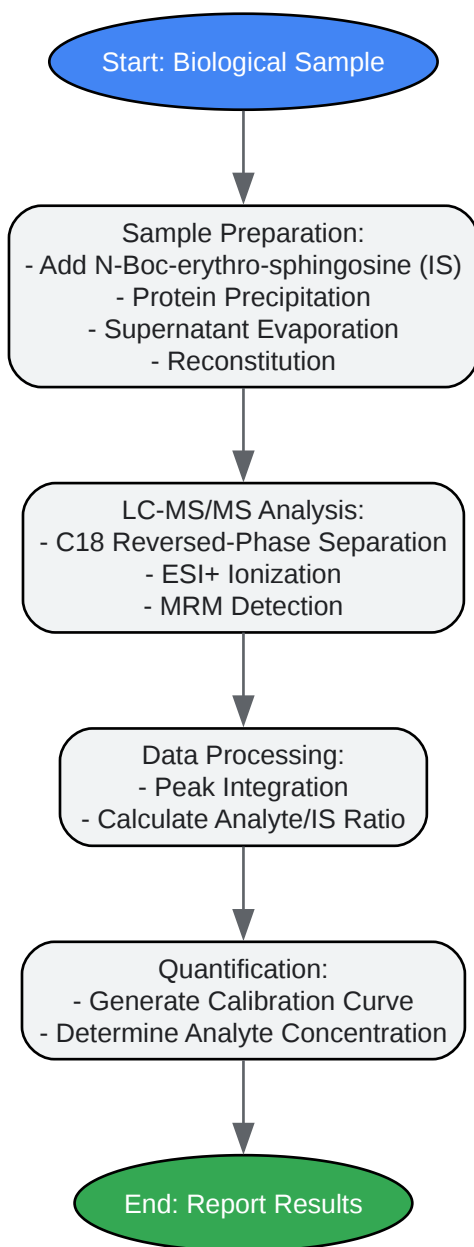 Start: Biological Sample
Sample Preparation:
- Add N-Boc-erythro-sphingosine (IS)
- Protein Precipitation
- Supernatant Evaporation
- Reconstitution
LC-MS/MS Analysis:
- C18 Reversed-Phase Separation
- ESI+ Ionization
- MRM Detection
Data Processing:
- Peak Integration
- Calculate Analyte/IS Ratio
Quantification:
- Generate Calibration Curve
- Determine Analyte Concentration
End: Report Results